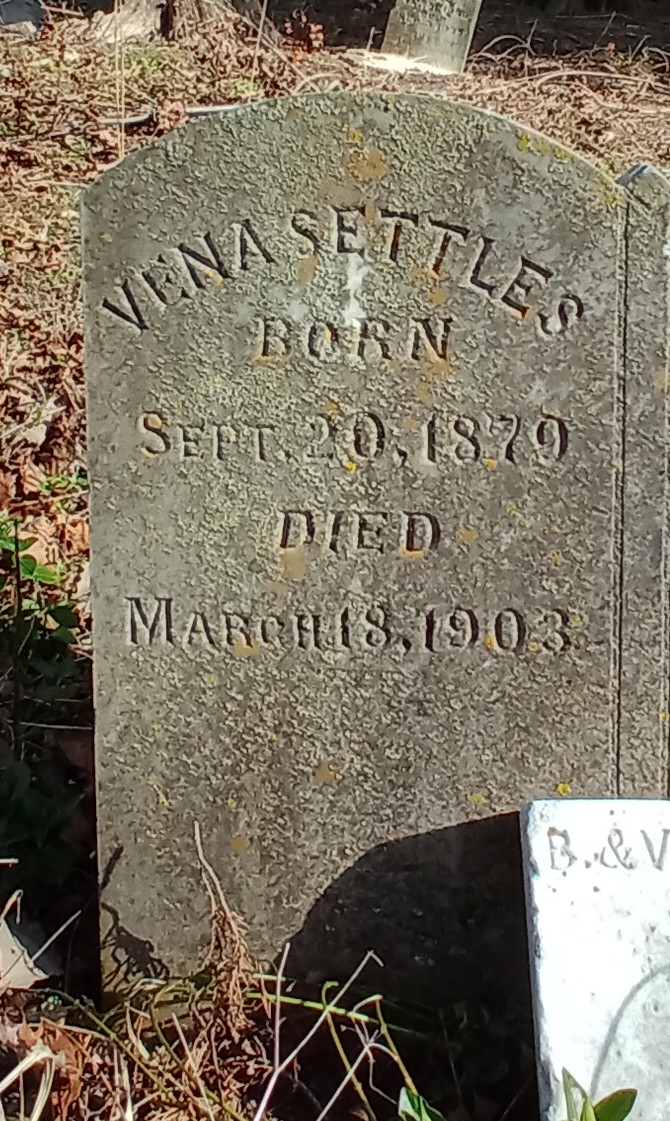 VENA SETTLES
BORN
SEPT. 20, 1879
DIED
MARCH 18, 1903
B. & V